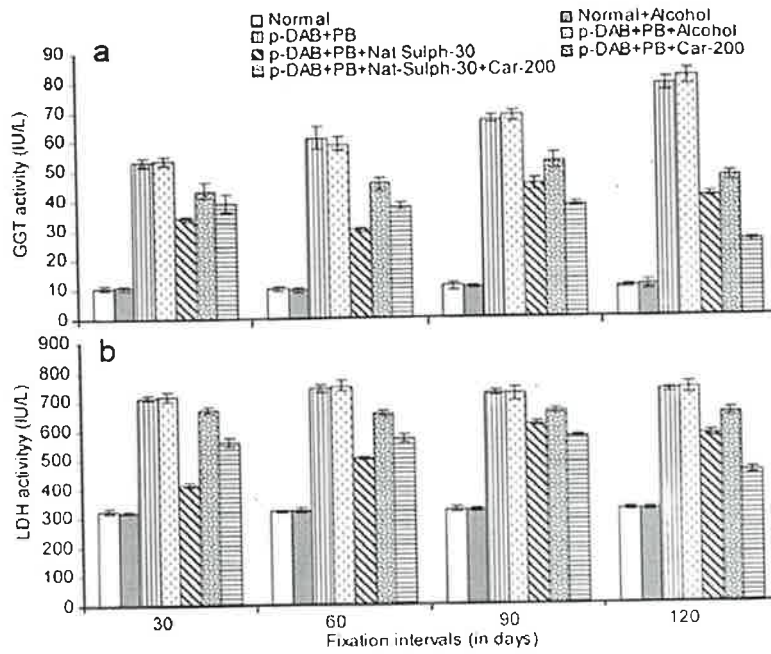 a
Normal
Normal+Alcohol
p-DAB+PB
p-DAB+PB+Alcohol
p-DAB+PB+Nat Sulph-30
p-DAB+PB+Car-200
p-DAB+PB+Nat-Sulph-30+Car-200
GGT activity (IU/L)
90
80
70
60
50
40
30
20
10
0
b
LDH activityy (IU/L)
900
800
700
600
500
400
300
200
100
0
30 60 90 120
Fixation intervals (in days)